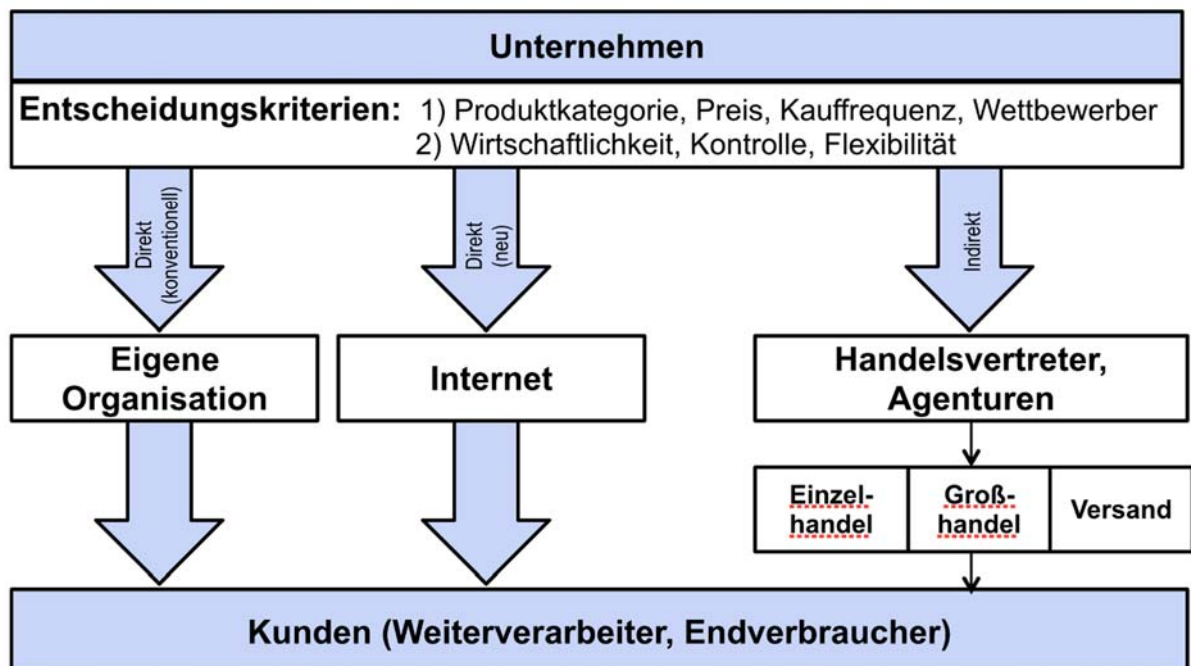 Unternehmen
Entscheidungskriterien: 1) Produktkategorie, Preis, Kauffrequenz, Wettbewerber
2) Wirtschaftlichkeit, Kontrolle, Flexibilität
Direkt
(konventionell)
Direkt
(neu)
Indirekt
Eigene
Organisation
Internet
Handelsvertreter,
Agenturen
Einzel-
handel
Groß-
handel
Versand
Kunden (Weiterverarbeiter, Endverbraucher)